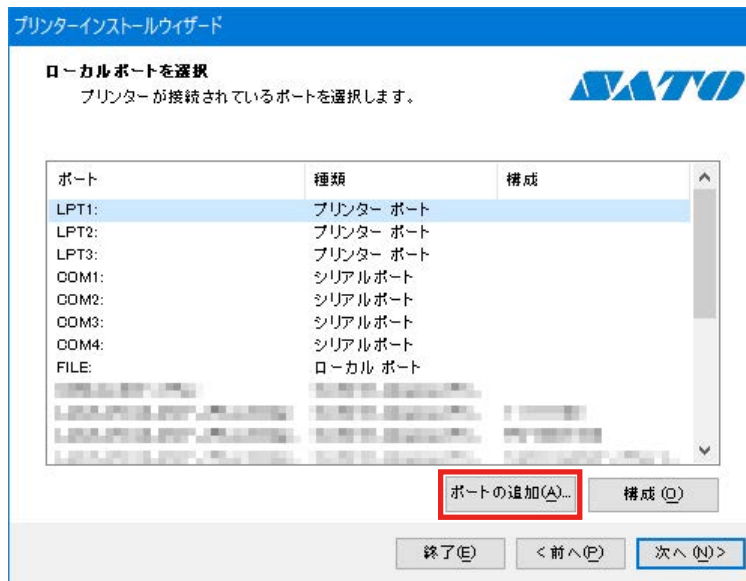 プリンターインストールウィザード
ローカルポートを選択
プリンターが接続されているポートを選択します。
SATO
ポート 種類 構成
LPT1: プリンター ポート
LPT2: プリンター ポート
LPT3: プリンター ポート
COM1: シリアルポート
COM2: シリアルポート
COM3: シリアルポート
COM4: シリアルポート
FILE: ローカル ポート
ポートの追加(A)... 構成(O)
終了(E) <前へ(P) 次へ(N)>